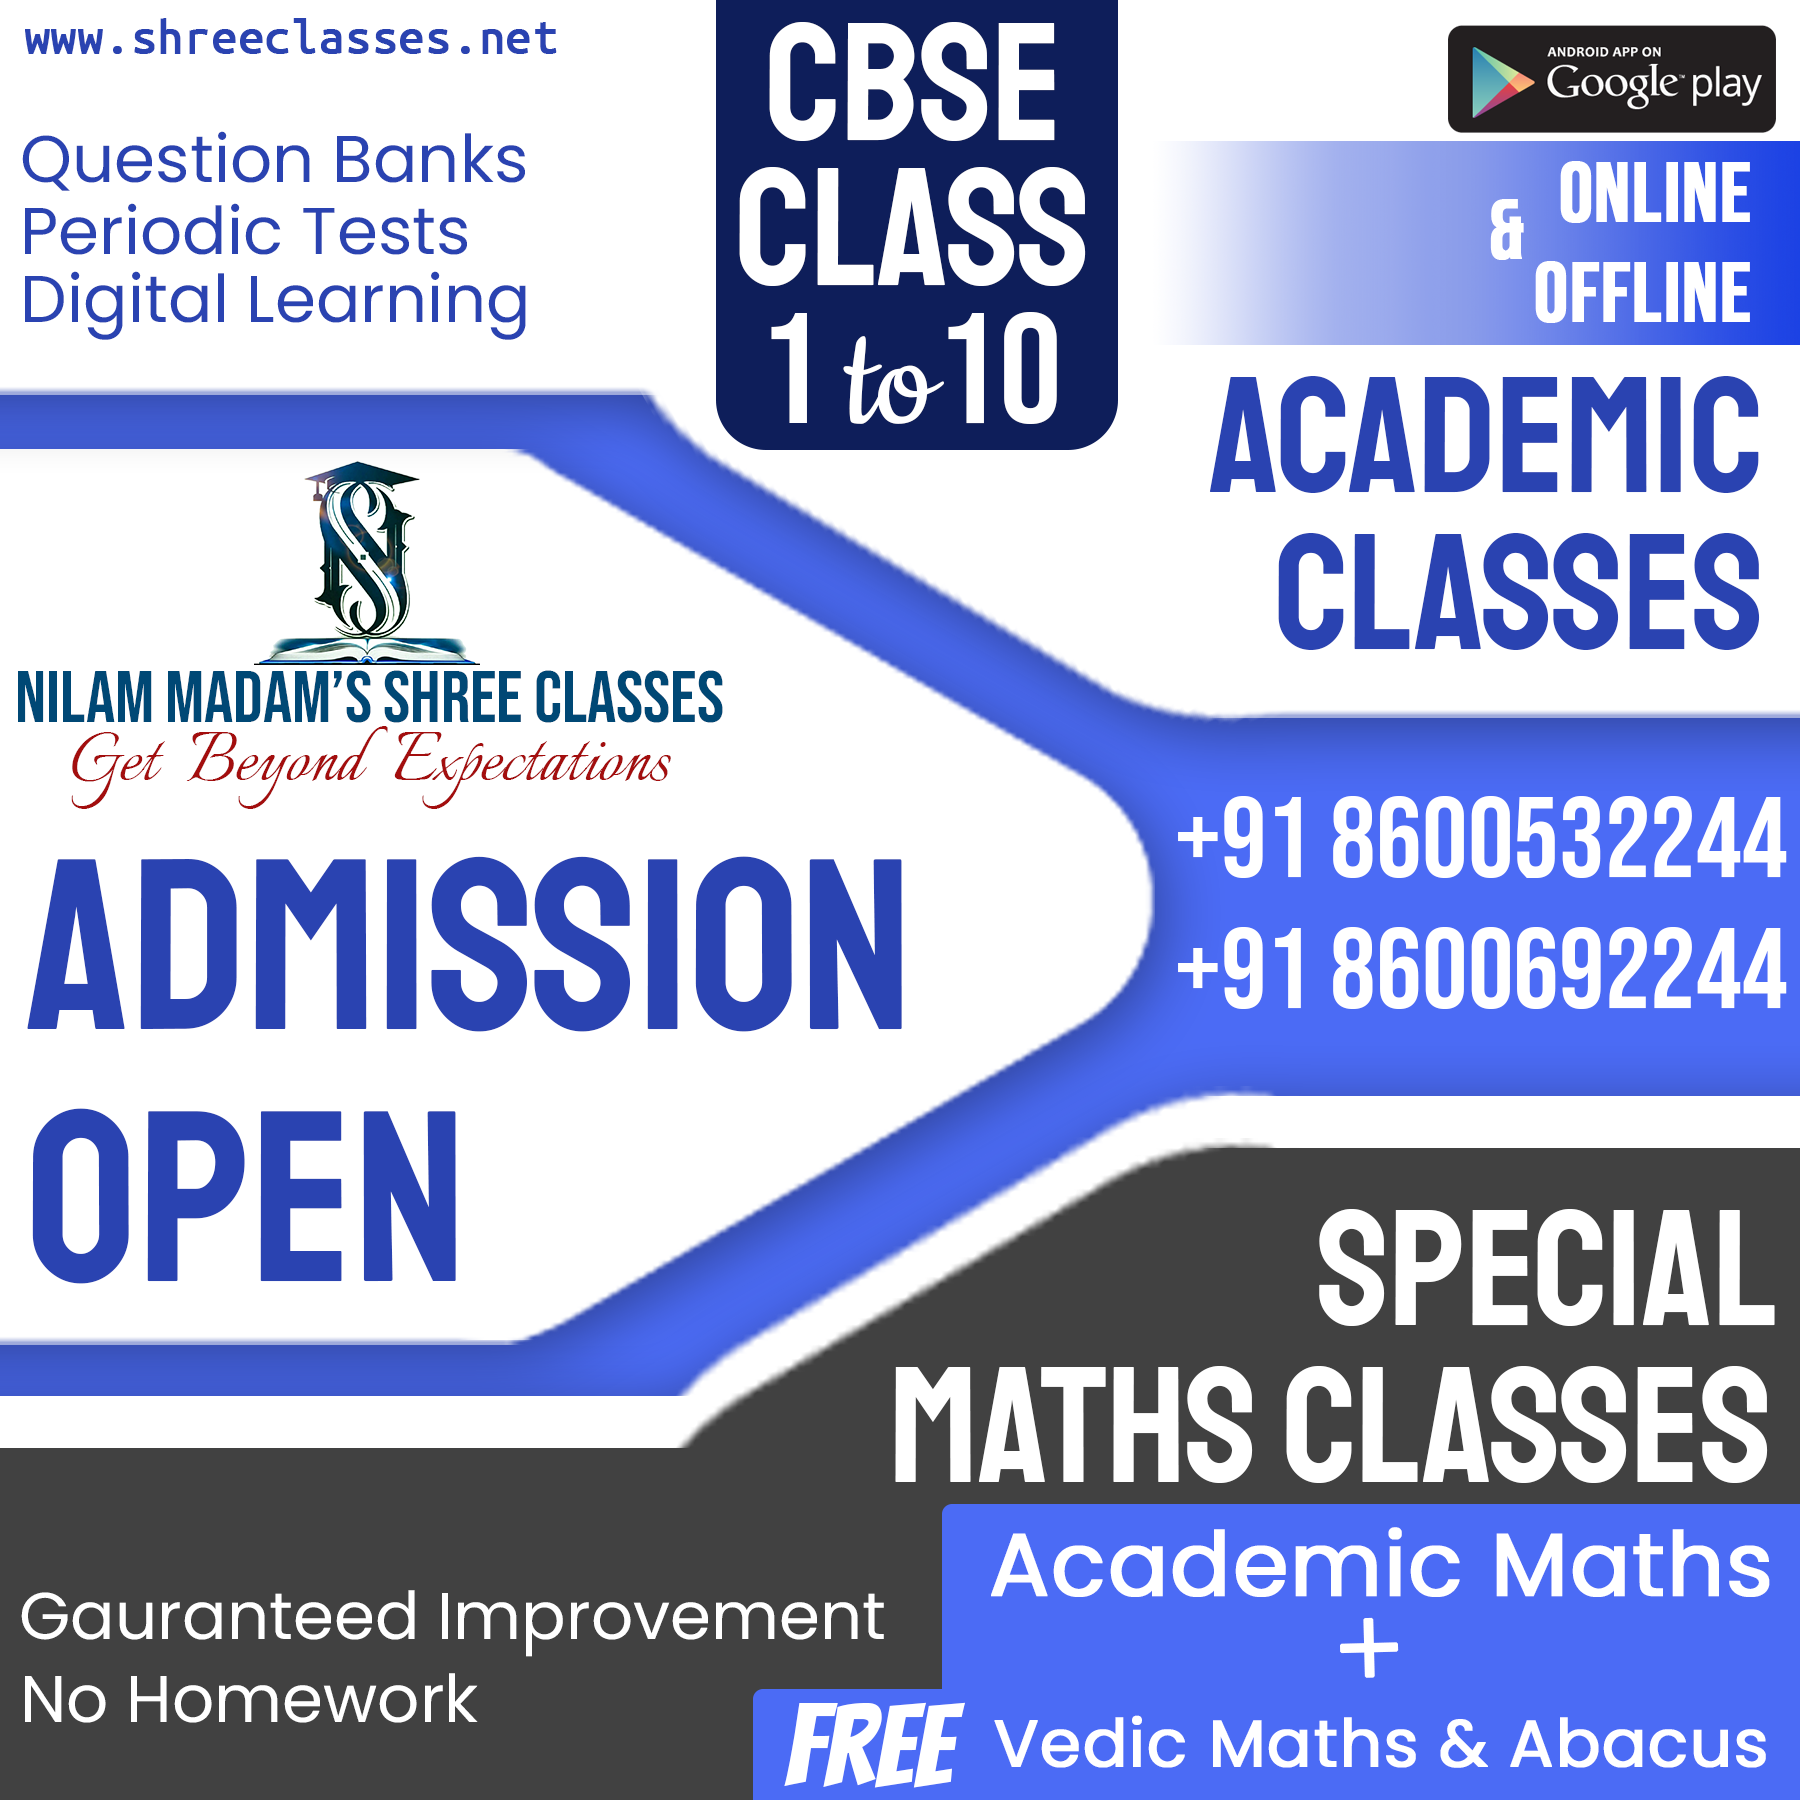 www.shreeclasses.net
Question Banks
Periodic Tests
Digital Learning
CBSE
CLASS
1 to 10
ANDROID APP ON
Google play
ONLINE
&
OFFLINE
ACADEMIC
CLASSES
NILAM MADAM'S SHREE CLASSES
Get Beyond Expectations
ADMISSION
OPEN
+91 8600532244
+91 8600692244
SPECIAL
MATHS CLASSES
Gauranteed Improvement
No Homework
Academic Maths
+
FREE Vedic Maths & Abacus